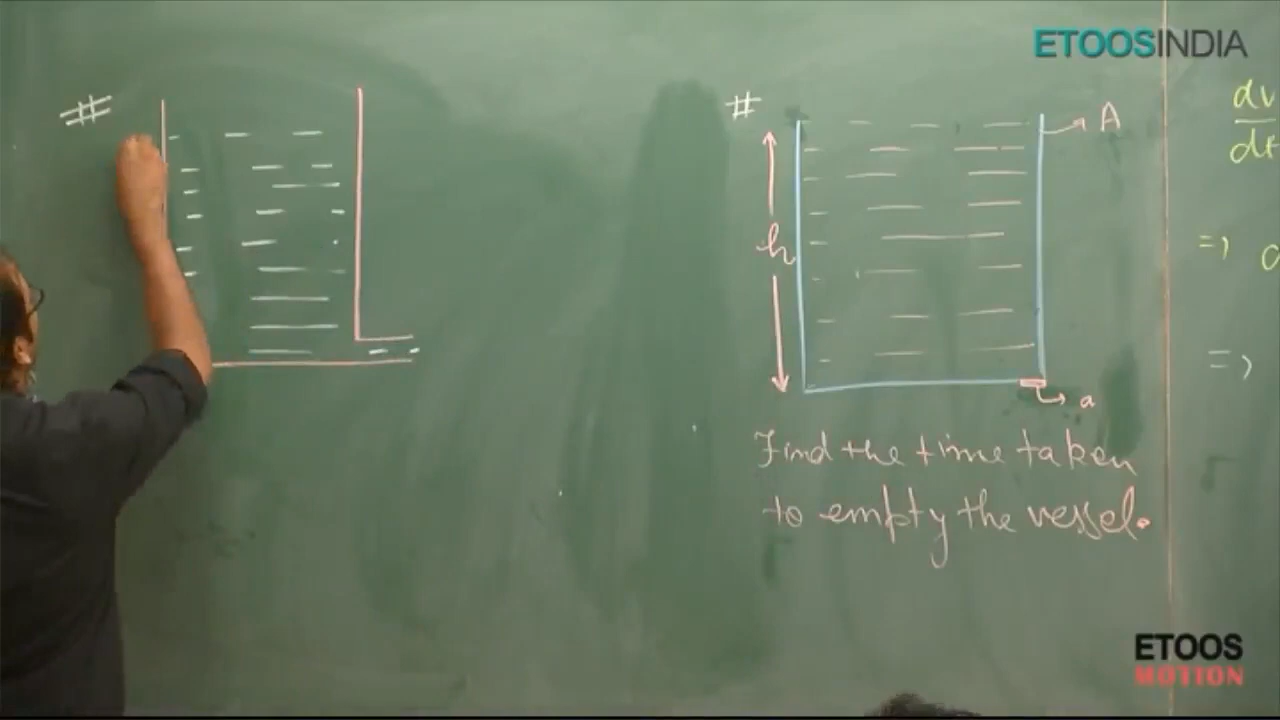 ETOOSINDIA
#
#
A
h
a
Find the time taken
to empty the vessel.
dv
dt
=>
=>
ETOOS
MOTION